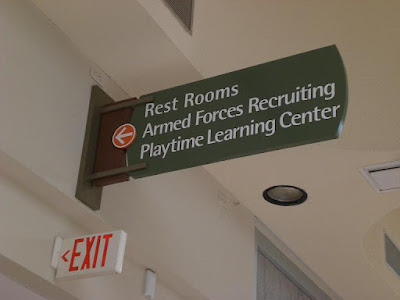 Rest Rooms
Armed Forces Recruiting
Playtime Learning Center
EXIT